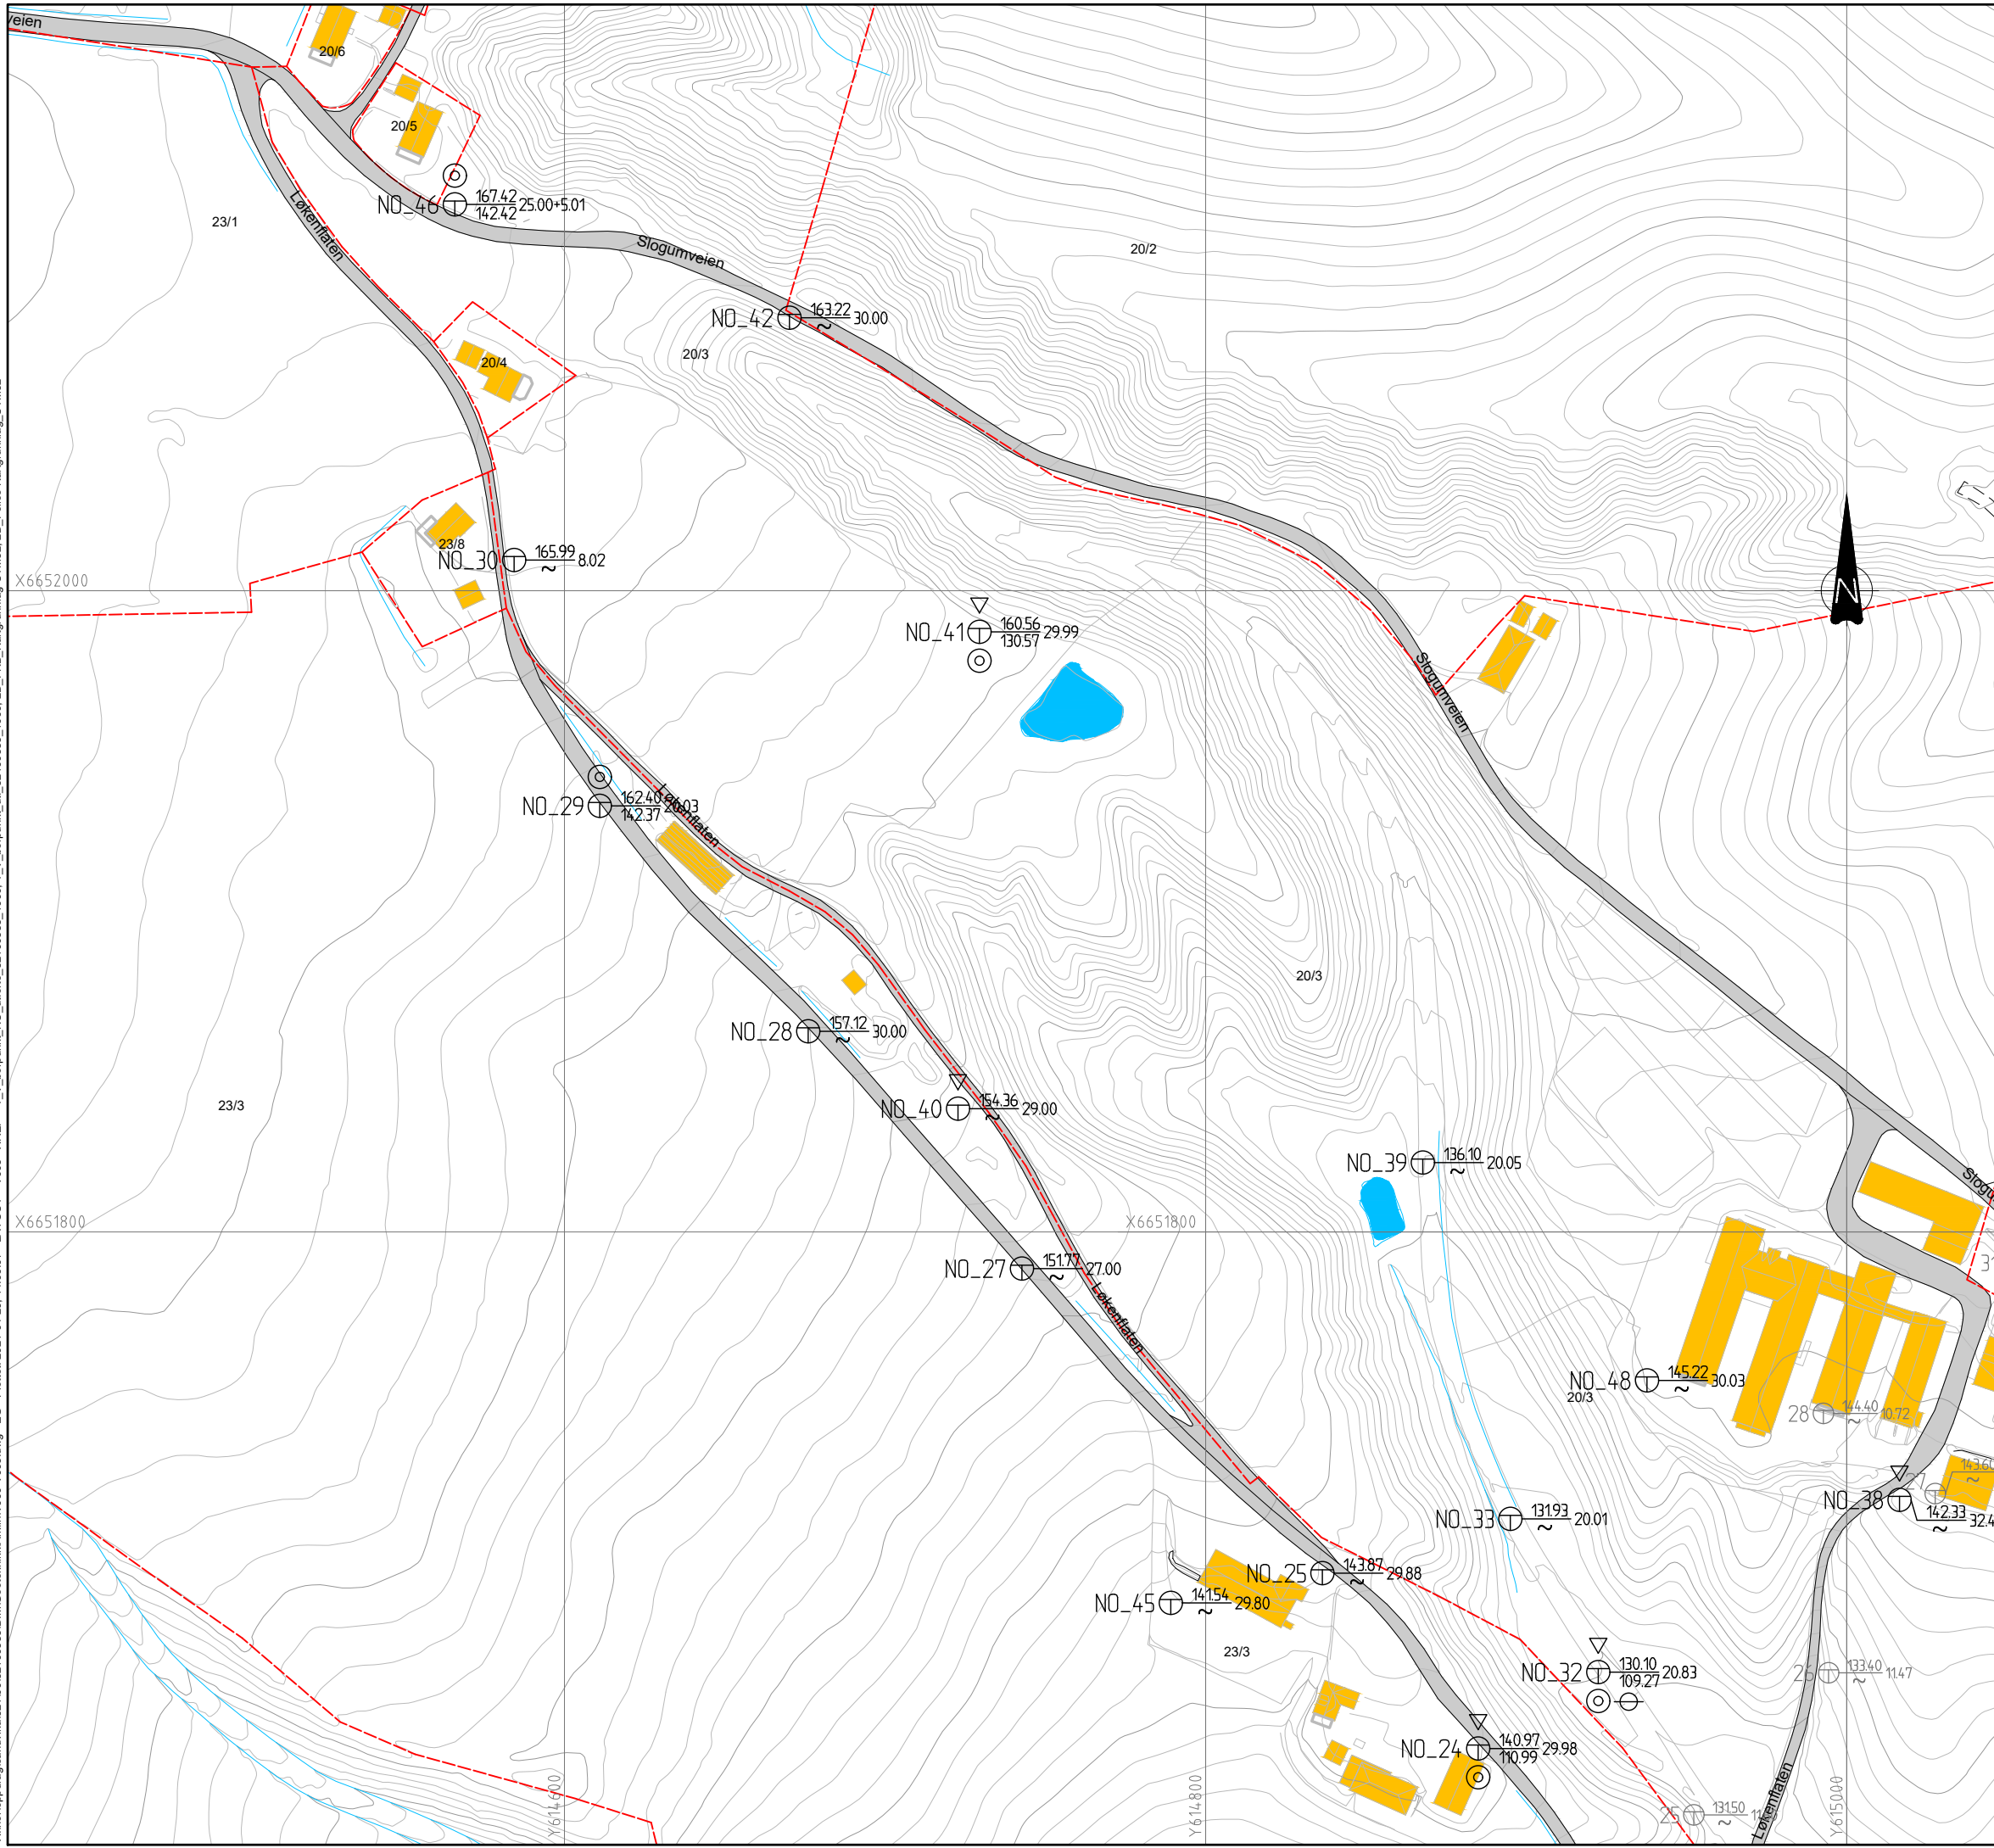 veien
20/6
20/5
NO_46 167.42 25.00+5.01
142.42
23/1
Løkenflaten
Slogumveien
20/2
NO_42 163.22 30.00
~
20/3
20/4
23/8
NO_30 165.99 8.02
~
X6652000
N
NO_41 160.56 29.99
130.57
Slogumveien
NO_29 162.40 20.03
142.37
Løkenflaten
20/3
NO_28 157.12 30.00
~
23/3
NO_40 154.36 29.00
~
NO_39 136.10 20.05
~
X6651800
X6651800
NO_27 151.77 27.00
~
Løkenflaten
NO_48 145.22 30.03
~
20/3
28 144.40 10.72
~
27 143.60
~
NO_38 142.33 32.4
~
NO_33 131.93 20.01
~
NO_25 143.87 29.88
~
NO_45 141.54 29.80
~
23/3
NO_32 130.10 20.83
109.27
26 133.40 11.47
~
NO_24 140.97 29.98
110.99
25 131.50
~
Løkenflaten
Y614600
Y614800
Y615000